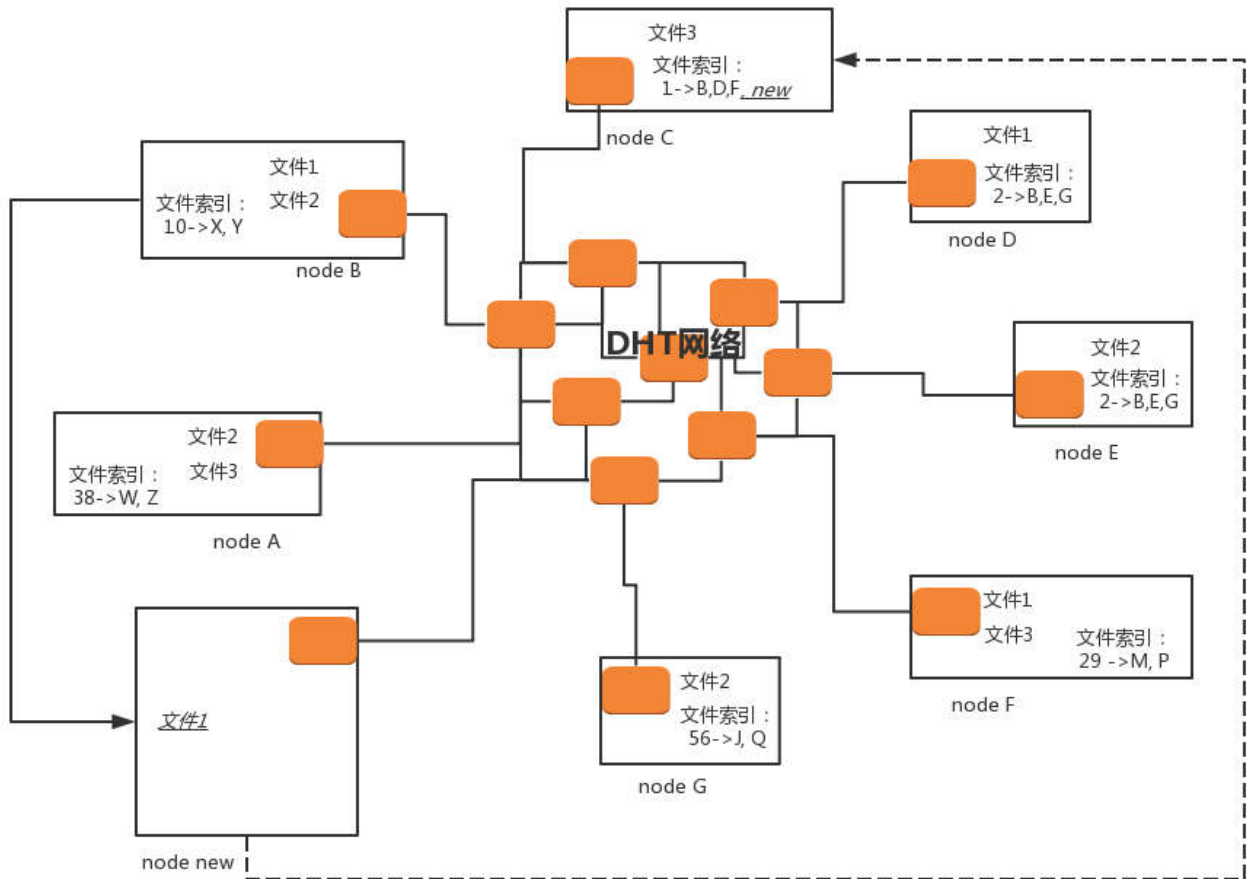 文件3
文件索引：
1->B,D,F, new
node C
文件1
文件索引：
2->B,E,G
node D
文件1
文件2
文件索引：
10->X, Y
node B
DHT网络
文件2
文件索引：
2->B,E,G
node E
文件2
文件3
文件索引：
38->W, Z
node A
文件1
文件3
文件索引：
29 ->M, P
node F
文件1
node new
文件2
文件索引：
56->J, Q
node G